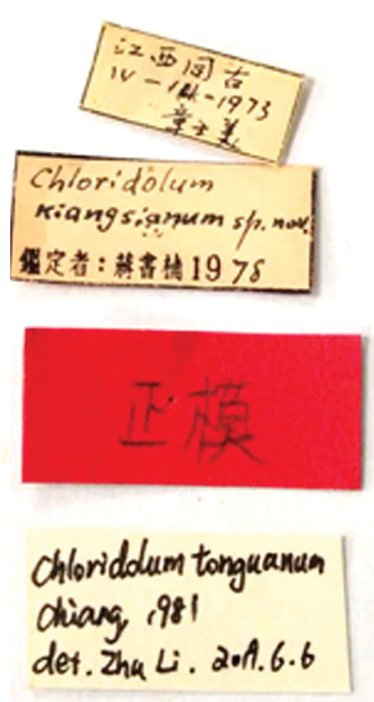 江西同古
IV-14-1973
章士美
Chloridolum
kiangsianum sp. nov.
鑑定者：蔣書楠 1978
正模
Chloridolum tonguanum
Chiang, 1981
det. Zhu Li. 2019.6.6